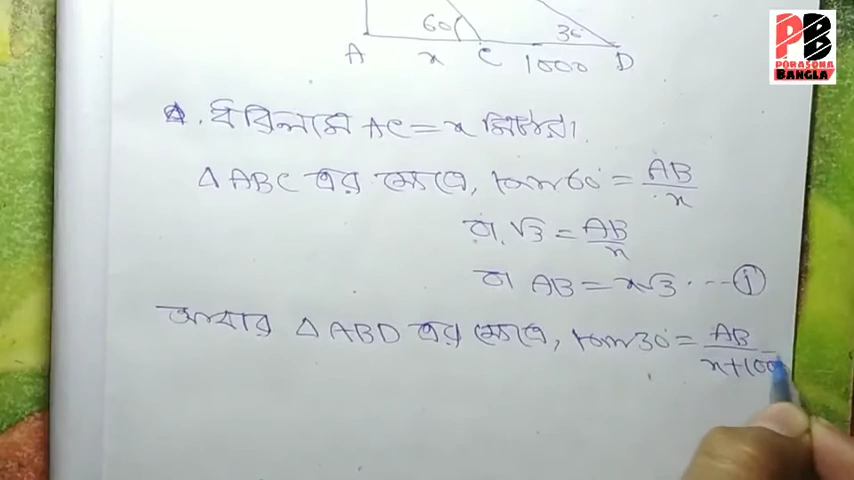 PB
PORASONA
BANGLA
60°
30
A x C 1000 D
ধরিলাম AC = x মিটার।
Δ ABC এর ক্ষেত্রে, tan60° = AB/x
বা, √3 = AB/x
বা AB = x√3 ---- (i)
আবার Δ ABD এর ক্ষেত্রে, tan30° = AB/x+100